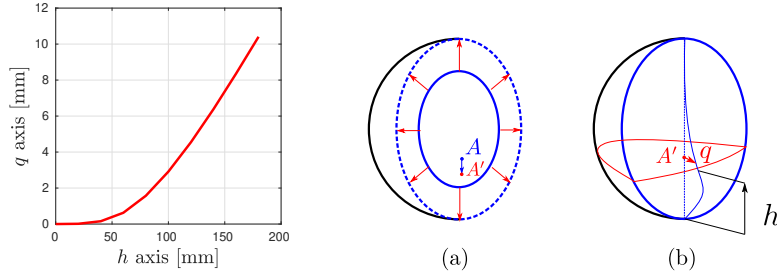 12
10
8
6
4
2
0
q axis [mm]
0 50 100 150 200
h axis [mm]
A
A′
(a)
A′ q
h
(b)